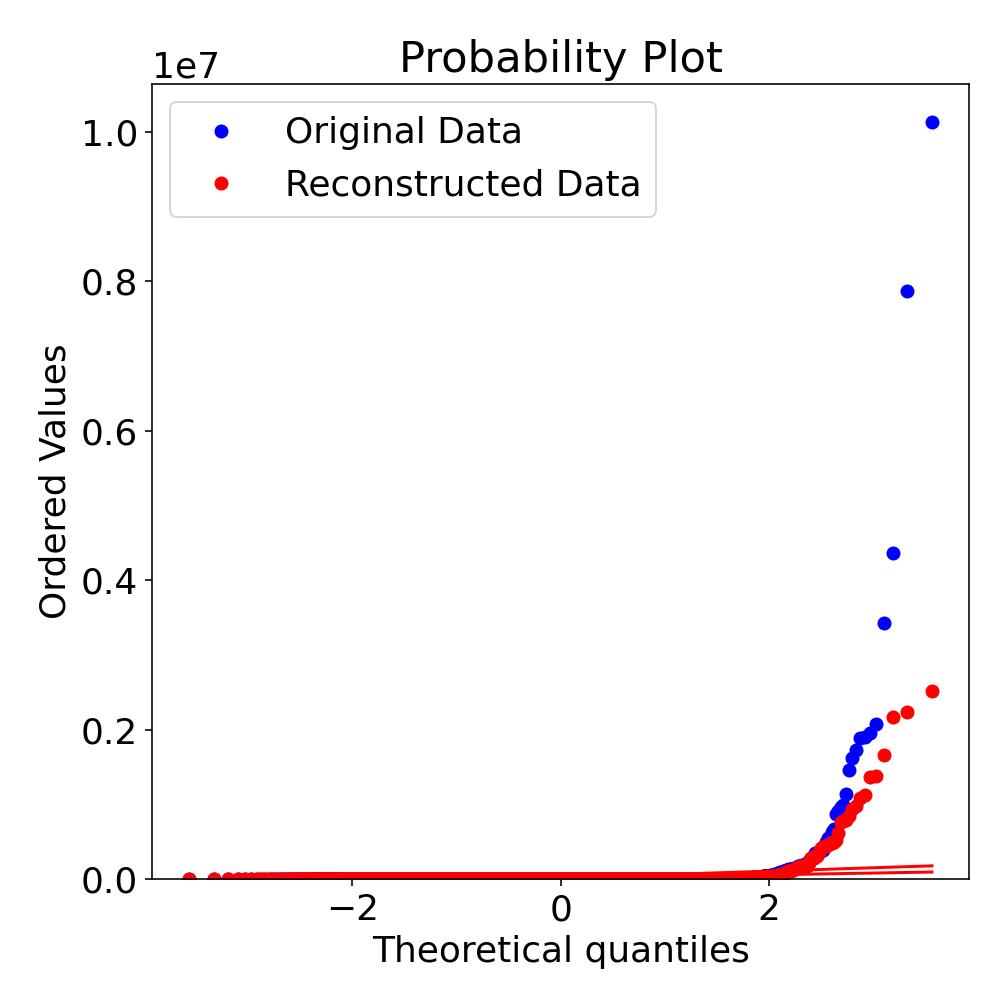 Probability Plot
1e7
Original Data
Reconstructed Data
1.0
0.8
0.6
0.4
0.2
0.0
Ordered Values
−2 0 2
Theoretical quantiles